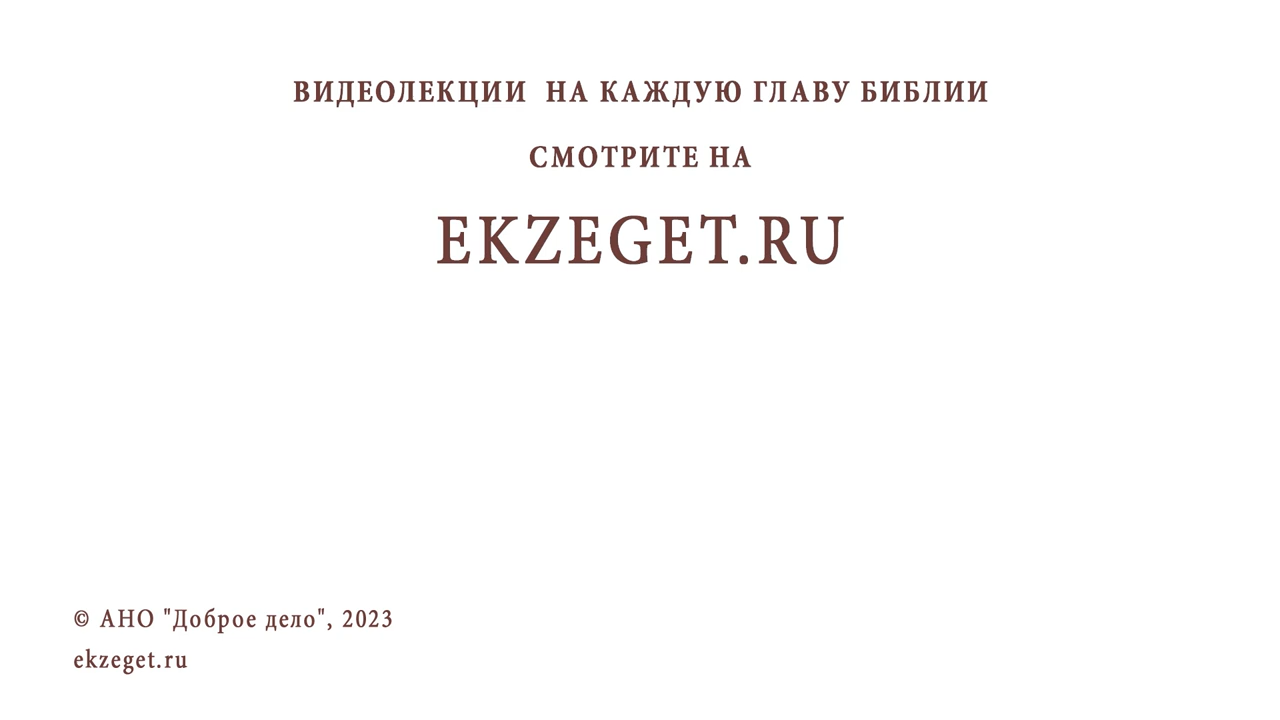 ВИДЕОЛЕКЦИИ НА КАЖДУЮ ГЛАВУ БИБЛИИ
СМОТРИТЕ НА
EKZEGET.RU
© АНО "Доброе дело", 2023
ekzeget.ru